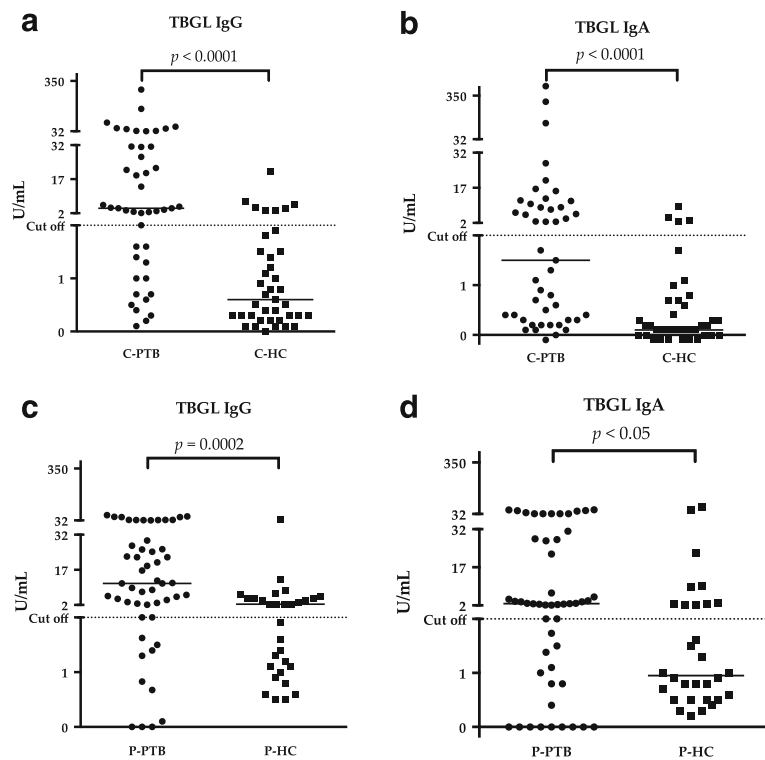 a
TBGL IgG
p < 0.0001
350
32
32
17
2
Cut off
1
0
U/mL
C-PTB C-HC
b
TBGL IgA
p < 0.0001
350
32
32
17
2
Cut off
1
0
U/mL
C-PTB C-HC
c
TBGL IgG
p = 0.0002
350
32
32
17
2
Cut off
1
0
U/mL
P-PTB P-HC
d
TBGL IgA
p < 0.05
350
32
32
17
2
Cut off
1
0
U/mL
P-PTB P-HC